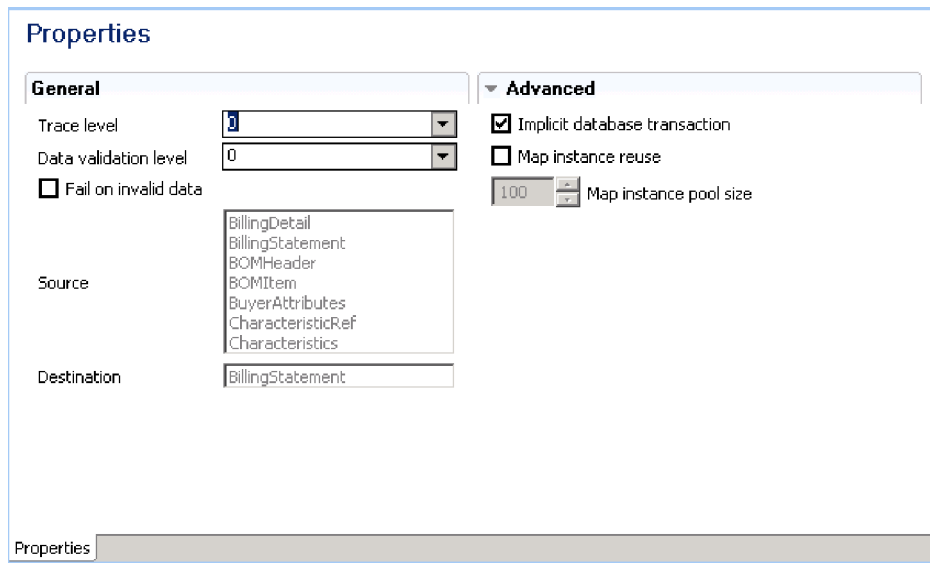 Properties
General
Trace level
0
Data validation level
0
Fail on invalid data
Source
BillingDetail
BillingStatement
BOMHeader
BOMItem
BuyerAttributes
CharacteristicRef
Characteristics
Destination
BillingStatement
Advanced
Implicit database transaction
Map instance reuse
100
Map instance pool size
Properties